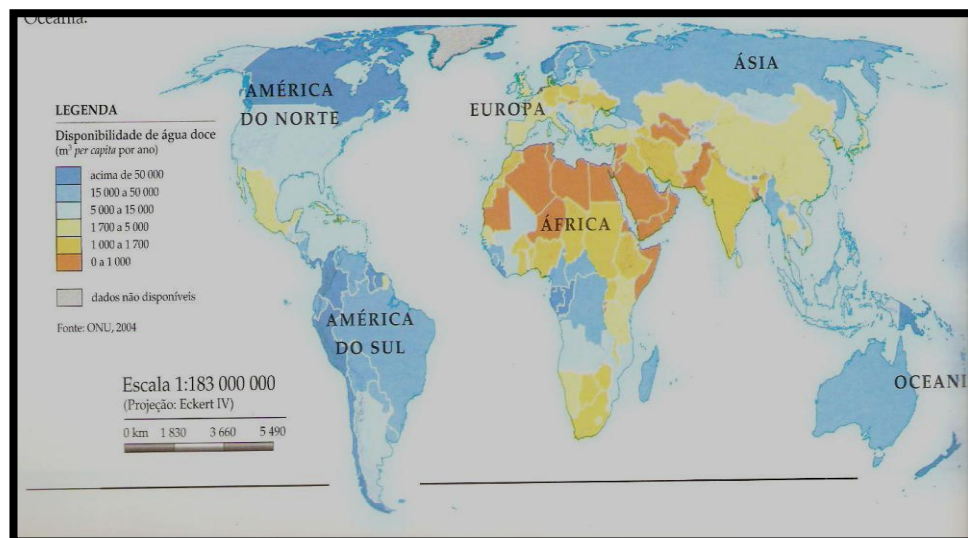 Oceania.
LEGENDA
Disponibilidade de água doce
(m³ per capita por ano)
acima de 50 000
15 000 a 50 000
5 000 a 15 000
1 700 a 5 000
1 000 a 1 700
0 a 1 000
dados não disponíveis
Fonte: ONU, 2004
Escala 1:183 000 000
(Projeção: Eckert IV)
0 km 1 830 3 660 5 490
AMÉRICA
DO NORTE
EUROPA
ÁSIA
ÁFRICA
AMÉRICA
DO SUL
OCEANI